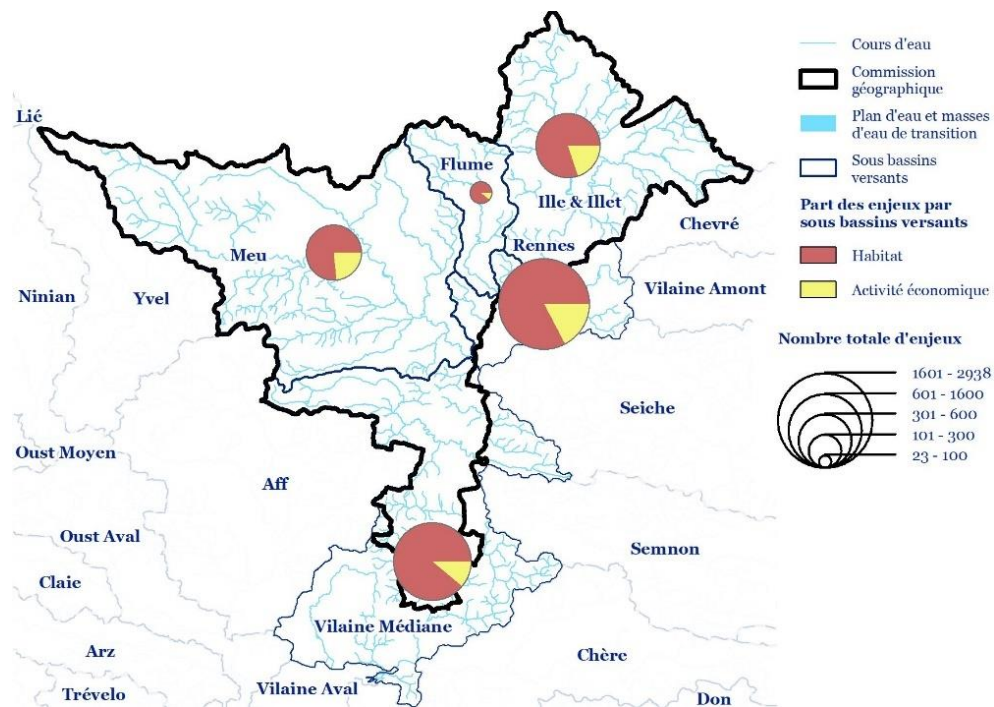 Lié
Flume
Ille & Illet
Chevré
Meu
Rennes
Ninian
Yvel
Vilaine Amont
Seiche
Oust Moyen
Aff
Oust Aval
Semnon
Claie
Vilaine Médiane
Arz
Chère
Trévelo
Vilaine Aval
Don
Cours d'eau
Commission
géographique
Plan d'eau et masses
d'eau de transition
Sous bassins
versants
Part des enjeux par
sous bassins versants
Habitat
Activité économique
Nombre totale d'enjeux
1601 - 2938
601 - 1600
301 - 600
101 - 300
23 - 100